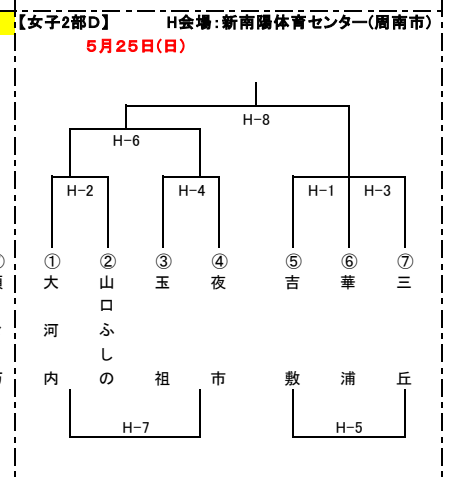 【女子2部D】 H会場:新南陽体育センター(周南市)
5月25日(日)
H-8
H-6
H-2 H-4 H-1 H-3
① ② ③ ④ ⑤ ⑥ ⑦
大河内
山口ふしの
玉祖
夜市
吉敷
華浦
三丘
H-7 H-5